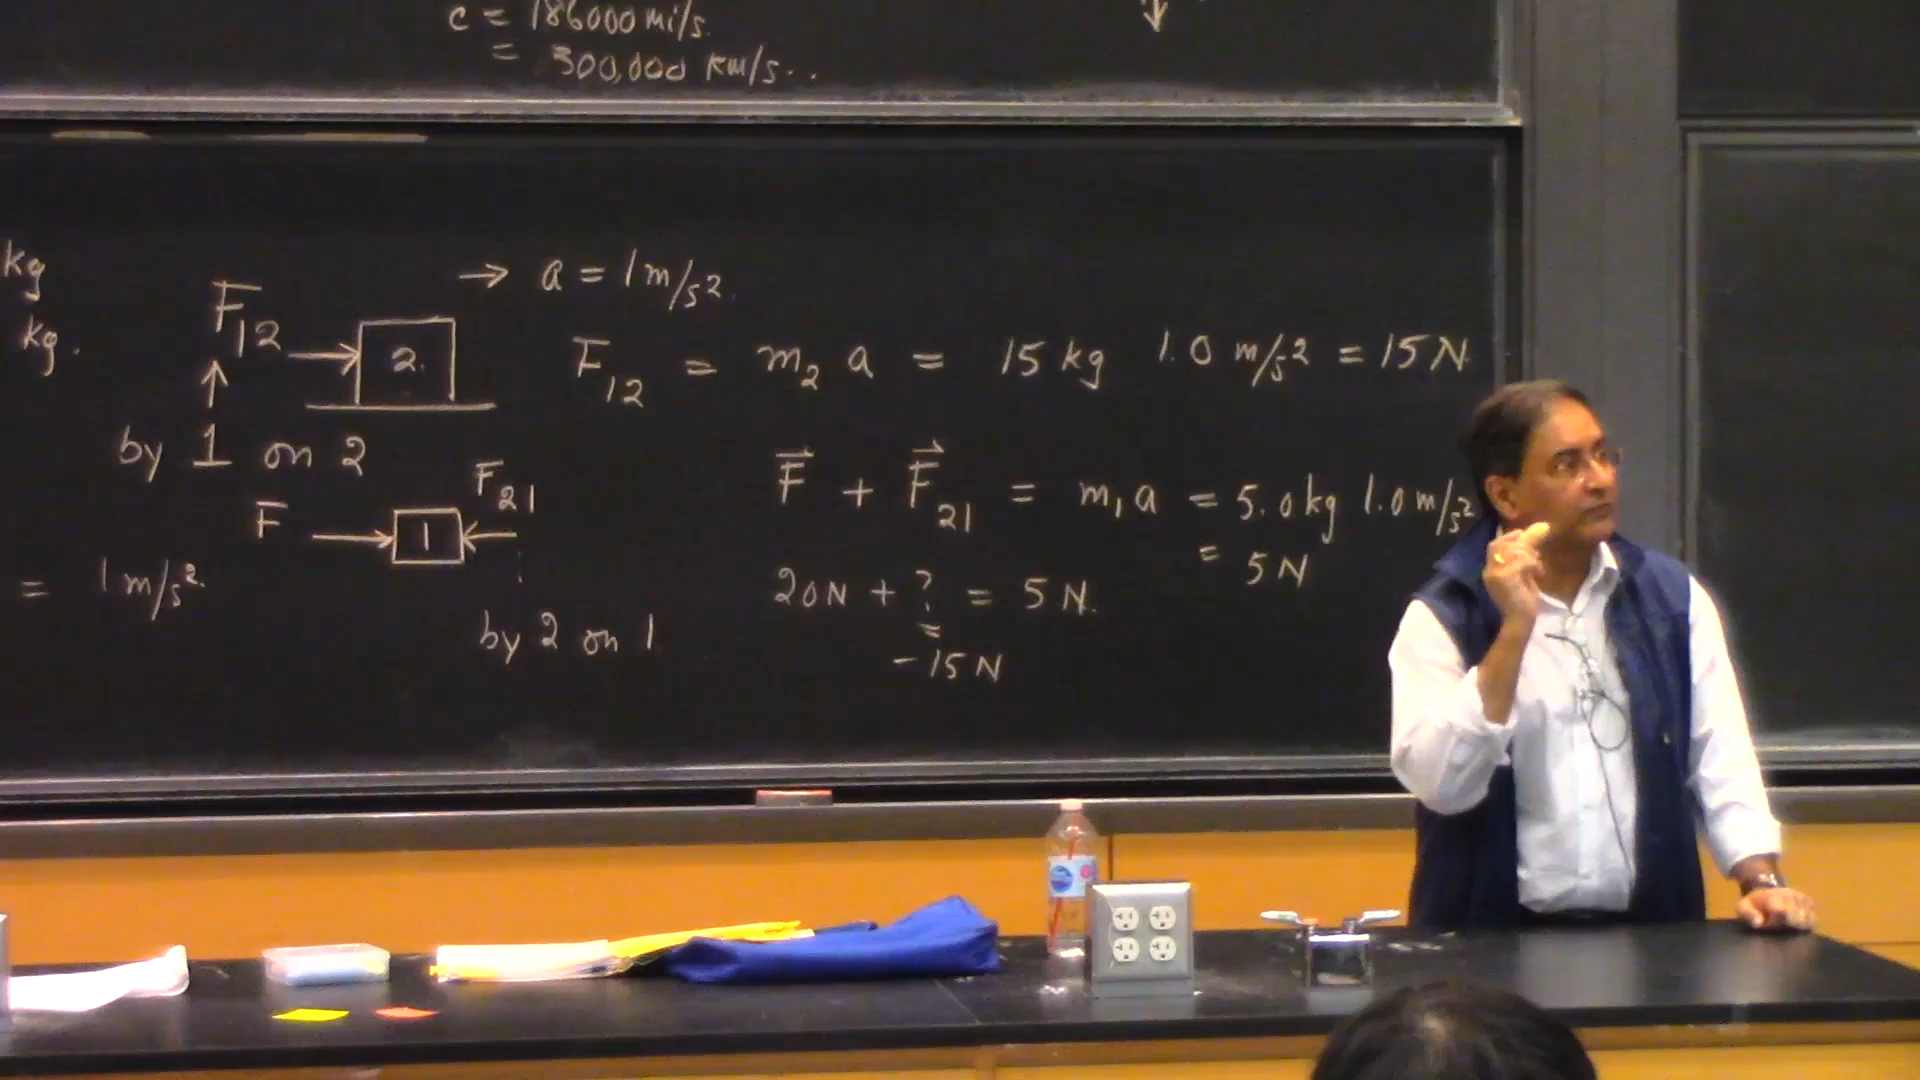 c = 186000 mi/s.
= 300,000 km/s..
kg
kg.
F12
2.
by 1 on 2
→ a = 1 m/s2.
F12 = m2 a = 15 kg 1.0 m/s2 = 15 N
F
1
F21
by 2 on 1
= 1 m/s2.
F + F21 = m1 a = 5.0 kg 1.0 m/s2
= 5 N
20N + ? = 5 N.
=
-15 N